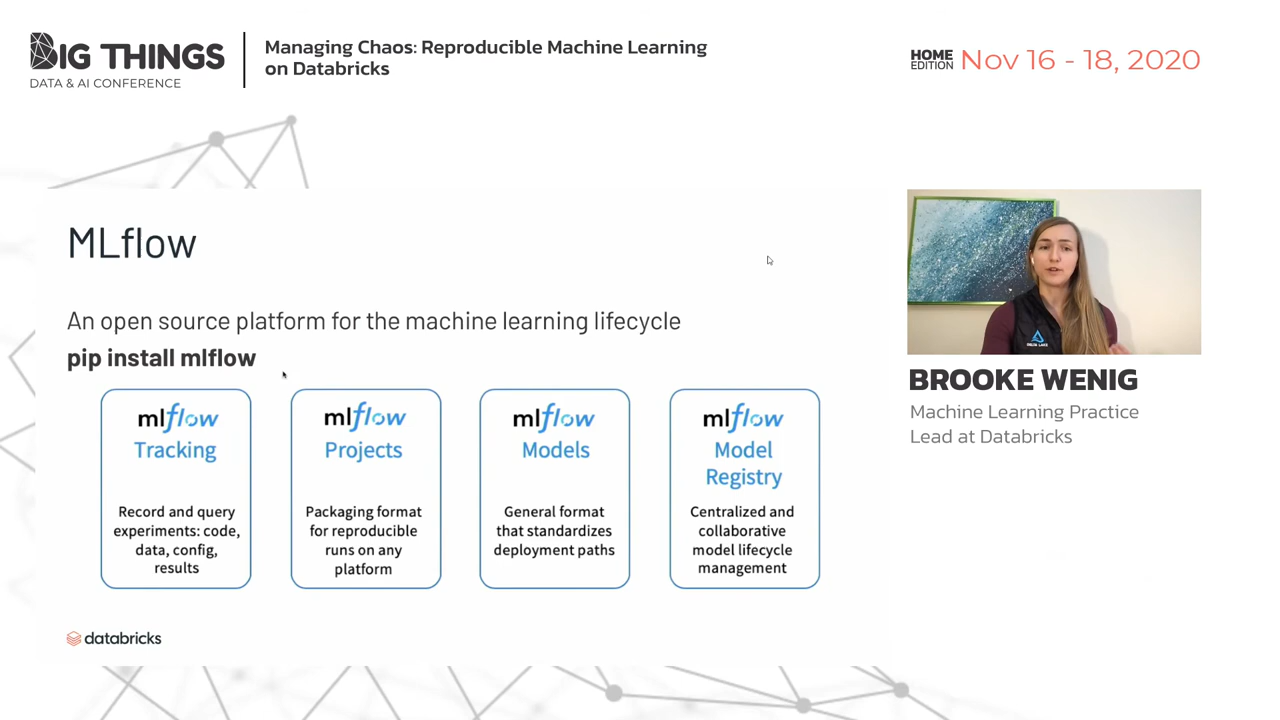 BIG THINGS
DATA & AI CONFERENCE
Managing Chaos: Reproducible Machine Learning
on Databricks
HOME
EDITION
Nov 16 - 18, 2020
MLflow
An open source platform for the machine learning lifecycle
pip install mlflow
mlflow
Tracking
Record and query
experiments: code,
data, config,
results
mlflow
Projects
Packaging format
for reproducible
runs on any
platform
mlflow
Models
General format
that standardizes
deployment paths
mlflow
Model
Registry
Centralized and
collaborative
model lifecycle
management
databricks
DELTA LAKE
BROOKE WENIG
Machine Learning Practice
Lead at Databricks